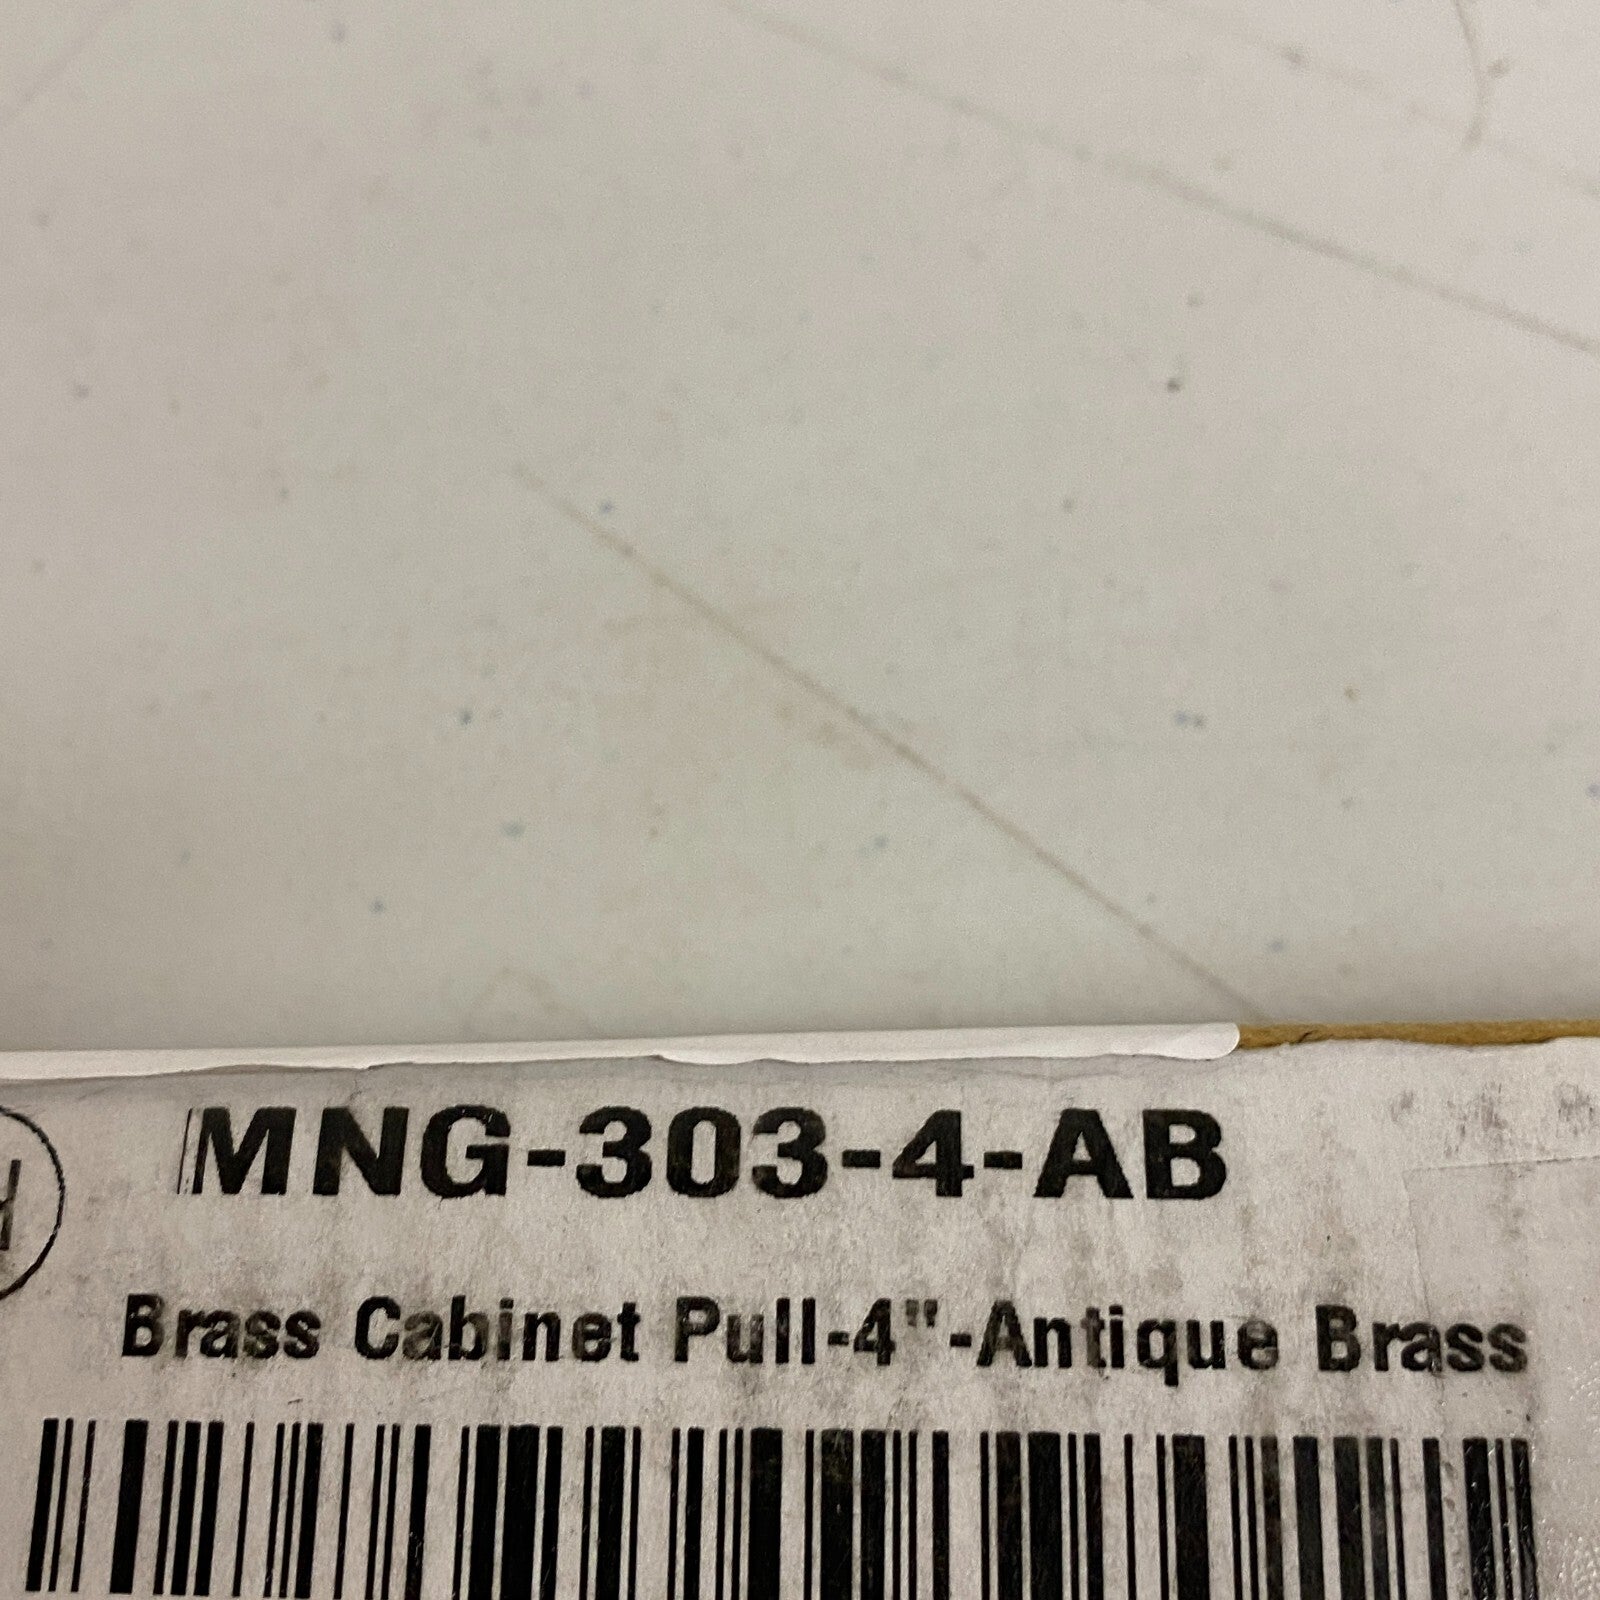 MNG-303-4-AB
Brass Cabinet Pull-4"-Antique Brass